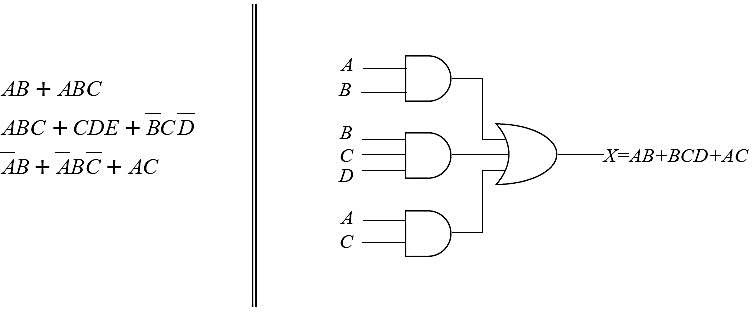 AB + ABC
ABC + CDE + B̅CD̅
A̅B + A̅BC̅ + AC
A
B
B
C
D
A
C
X=AB+BCD+AC